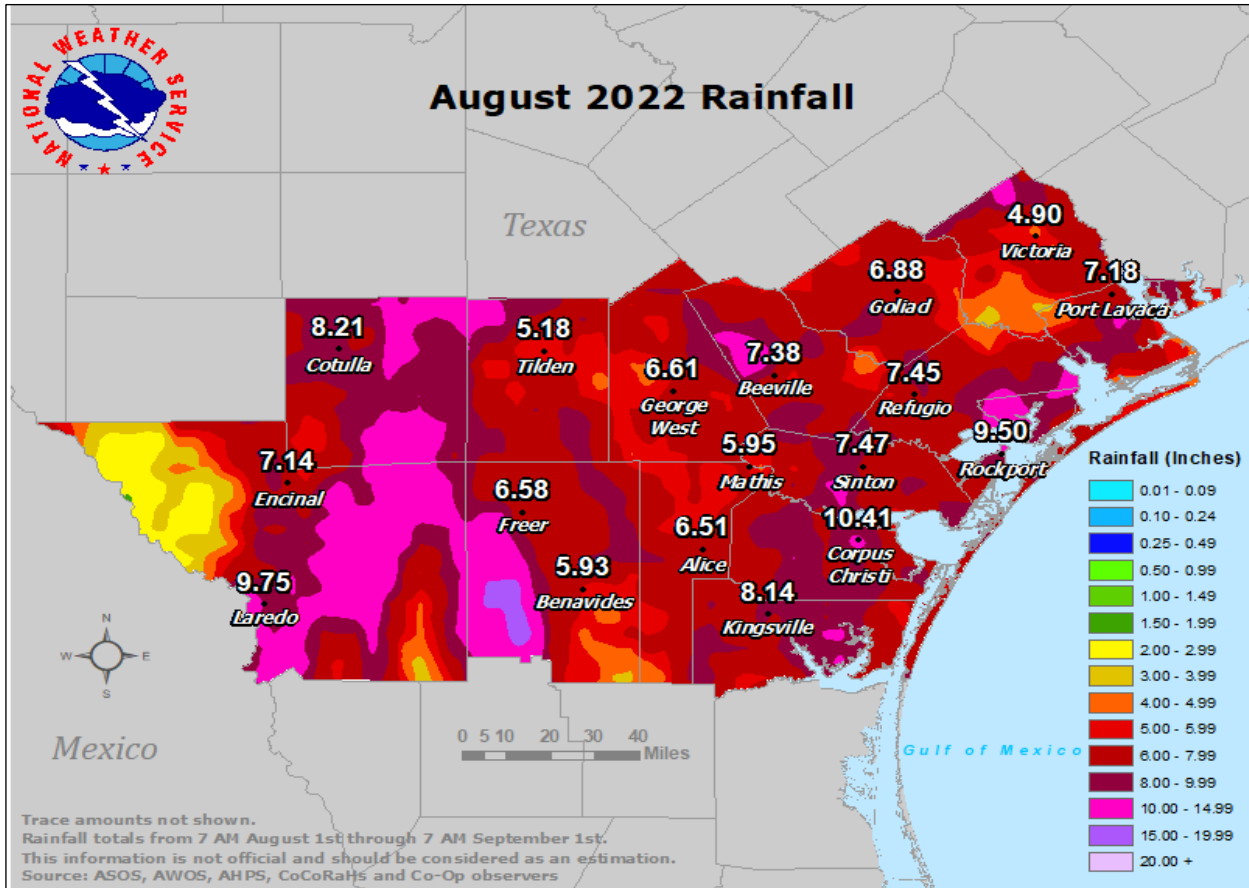 NATIONAL WEATHER SERVICE
August 2022 Rainfall
Texas
4.90
Victoria
6.88
Goliad
7.18
Port Lavaca
8.21
Cotulla
5.18
Tilden
6.61
George
West
7.38
Beeville
7.45
Refugio
9.50
Rockport
7.14
Encinal
5.95
Mathis
7.47
Sinton
6.58
Freer
6.51
Alice
10.41
Corpus
Christi
9.75
Laredo
5.93
Benavides
8.14
Kingsville
N
W
E
S
Mexico
0 5 10 20 30 40
Miles
Gulf of Mexico
Rainfall (Inches)
0.01 - 0.09
0.10 - 0.24
0.25 - 0.49
0.50 - 0.99
1.00 - 1.49
1.50 - 1.99
2.00 - 2.99
3.00 - 3.99
4.00 - 4.99
5.00 - 5.99
6.00 - 7.99
8.00 - 9.99
10.00 - 14.99
15.00 - 19.99
20.00 +
Trace amounts not shown.
Rainfall totals from 7 AM August 1st through 7 AM September 1st.
This information is not official and should be considered as an estimation.
Source: ASOS, AWOS, AHPS, CoCoRaHs and Co-Op observers